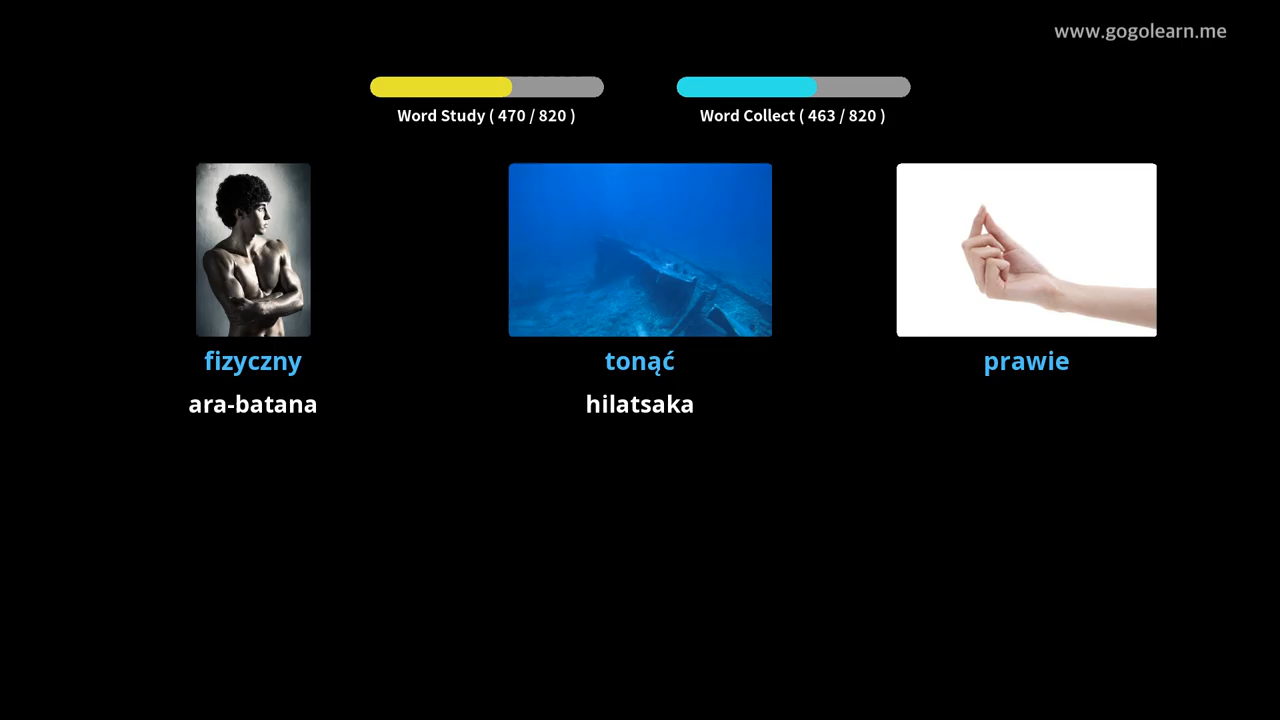 www.gogolearn.me
Word Study ( 470 / 820 )
Word Collect ( 463 / 820 )
fizyczny
tonąć
prawie
ara-batana
hilatsaka